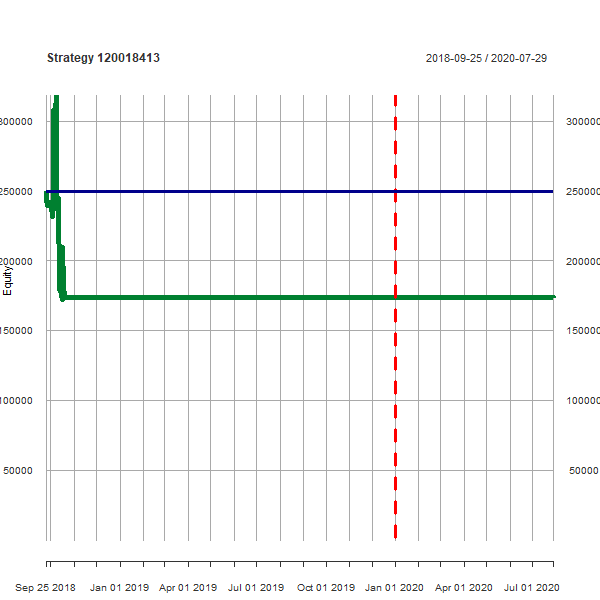 Strategy 120018413 2018-09-25 / 2020-07-29
300000 300000
250000 250000
200000 200000
Equity
150000 150000
100000 100000
50000 50000
Sep 25 2018 Jan 01 2019 Apr 01 2019 Jul 01 2019 Oct 01 2019 Jan 01 2020 Apr 01 2020 Jul 01 2020